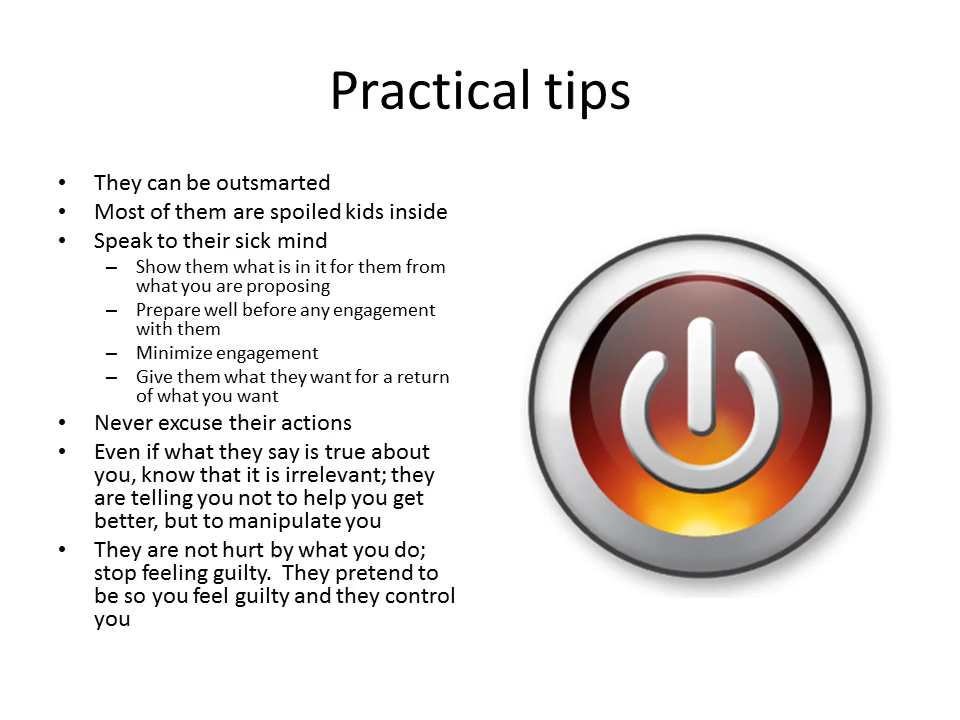 Practical tips
• They can be outsmarted
• Most of them are spoiled kids inside
• Speak to their sick mind
– Show them what is in it for them from
what you are proposing
– Prepare well before any engagement
with them
– Minimize engagement
– Give them what they want for a return
of what you want
• Never excuse their actions
• Even if what they say is true about
you, know that it is irrelevant; they
are telling you not to help you get
better, but to manipulate you
• They are not hurt by what you do;
stop feeling guilty.  They pretend to
be so you feel guilty and they control
you